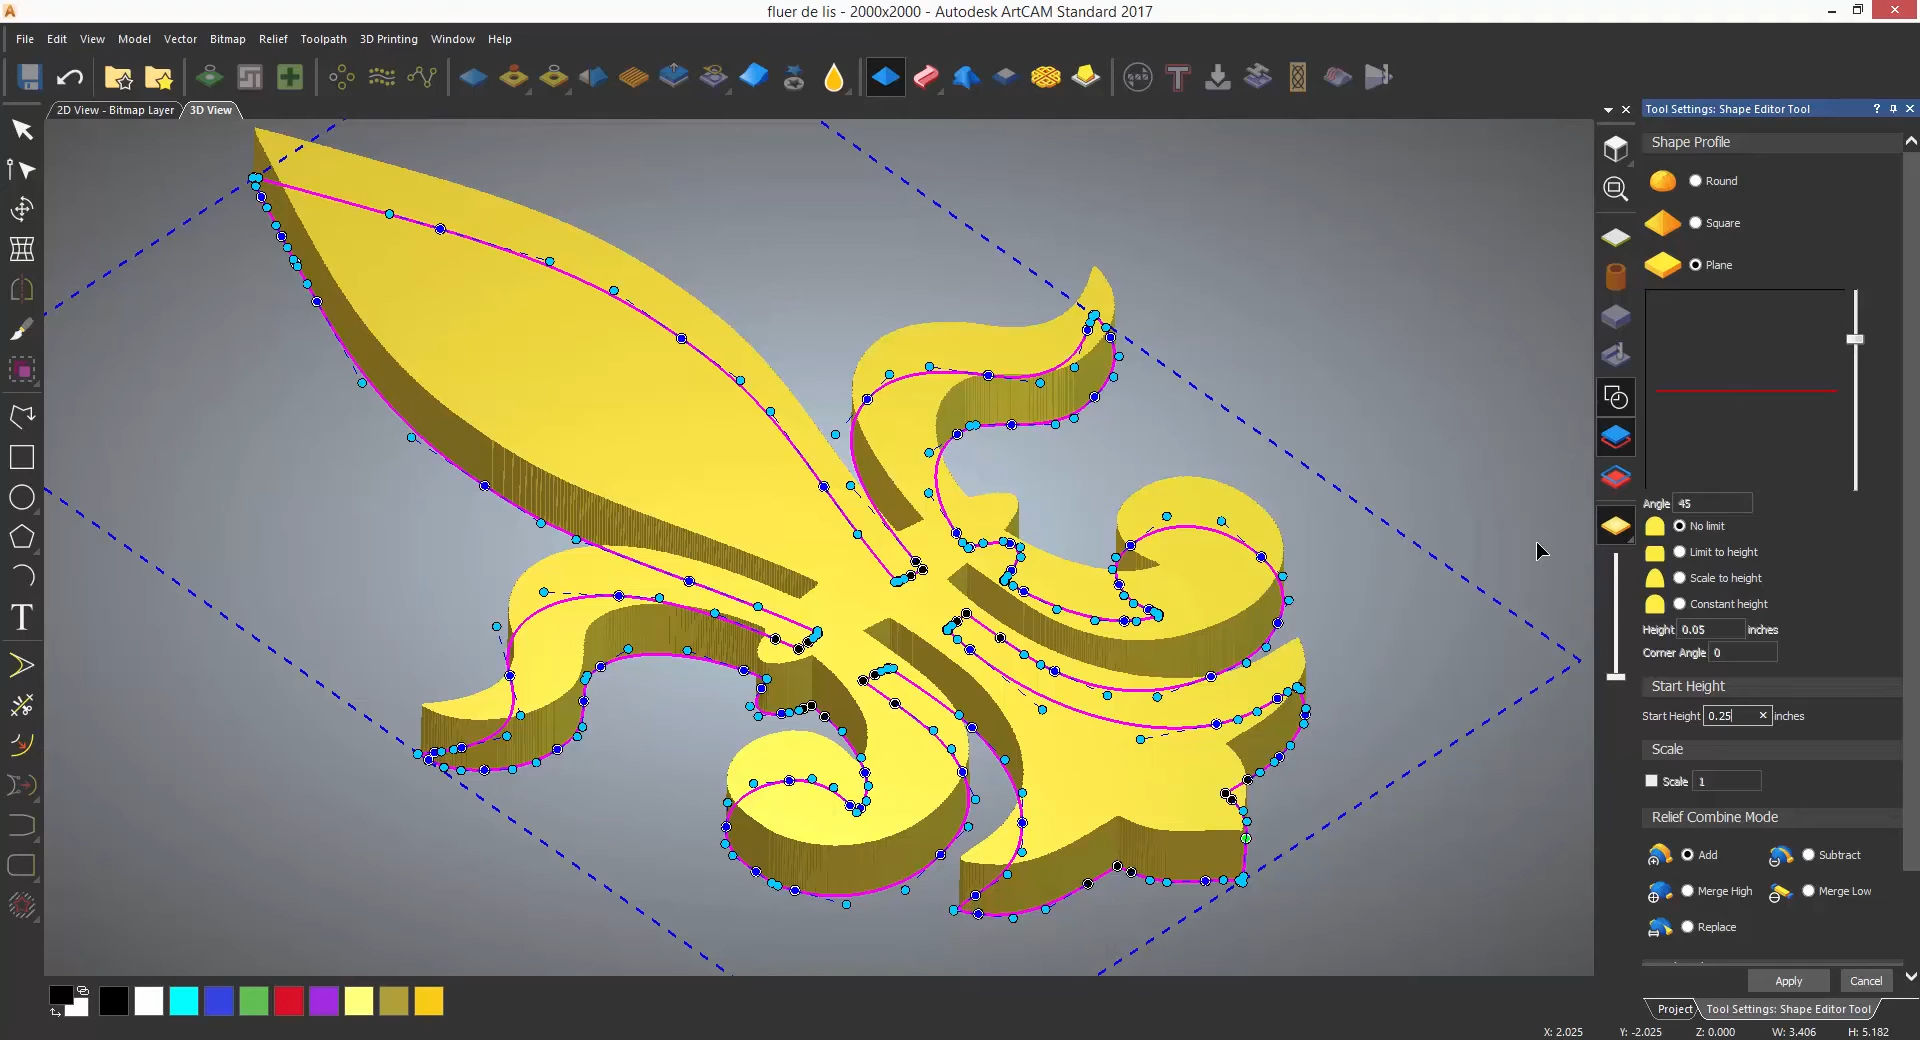 fluer de lis - 2000x2000 - Autodesk ArtCAM Standard 2017
File Edit View Model Vector Bitmap Relief Toolpath 3D Printing Window Help
2D View - Bitmap Layer 3D View
Tool Settings: Shape Editor Tool
Shape Profile
Round
Square
Plane
Angle 45
No limit
Limit to height
Scale to height
Constant height
Height 0.05 inches
Corner Angle 0
Start Height
Start Height 0.25 inches
Scale
Scale 1
Relief Combine Mode
Add Subtract
Merge High Merge Low
Replace
Apply Cancel
Project Tool Settings: Shape Editor Tool
X: 2.025 Y: -2.025 Z: 0.000 W: 3.406 H: 5.182